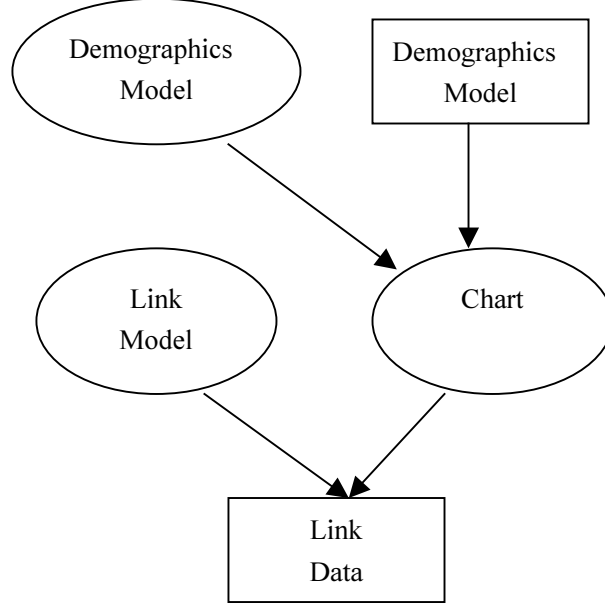 Demographics
Model
Demographics
Model
Link
Model
Chart
Link
Data